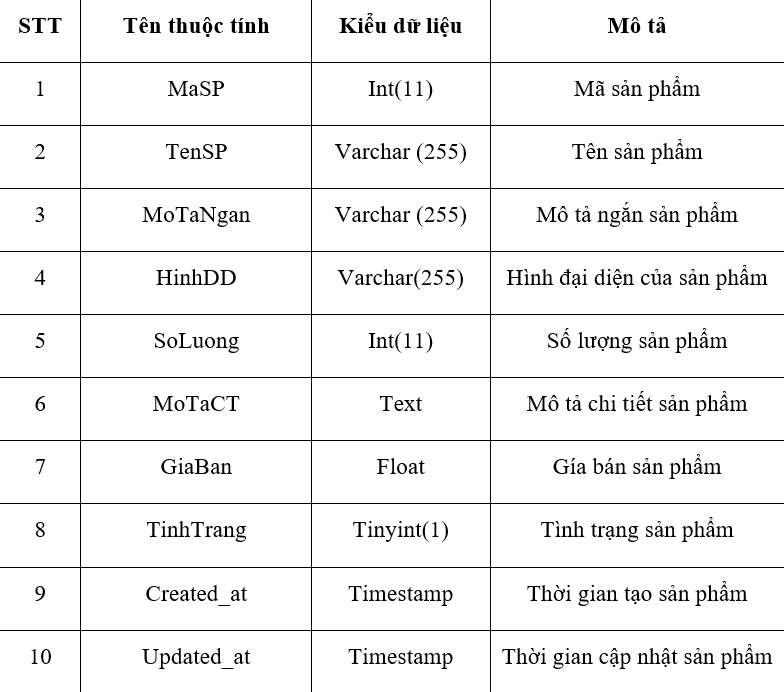 STT Tên thuộc tính Kiểu dữ liệu Mô tả
1 MaSP Int(11) Mã sản phẩm
2 TenSP Varchar (255) Tên sản phẩm
3 MoTaNgan Varchar (255) Mô tả ngắn sản phẩm
4 HinhDD Varchar(255) Hình đại diện của sản phẩm
5 SoLuong Int(11) Số lượng sản phẩm
6 MoTaCT Text Mô tả chi tiết sản phẩm
7 GiaBan Float Gía bán sản phẩm
8 TinhTrang Tinyint(1) Tình trạng sản phẩm
9 Created_at Timestamp Thời gian tạo sản phẩm
10 Updated_at Timestamp Thời gian cập nhật sản phẩm